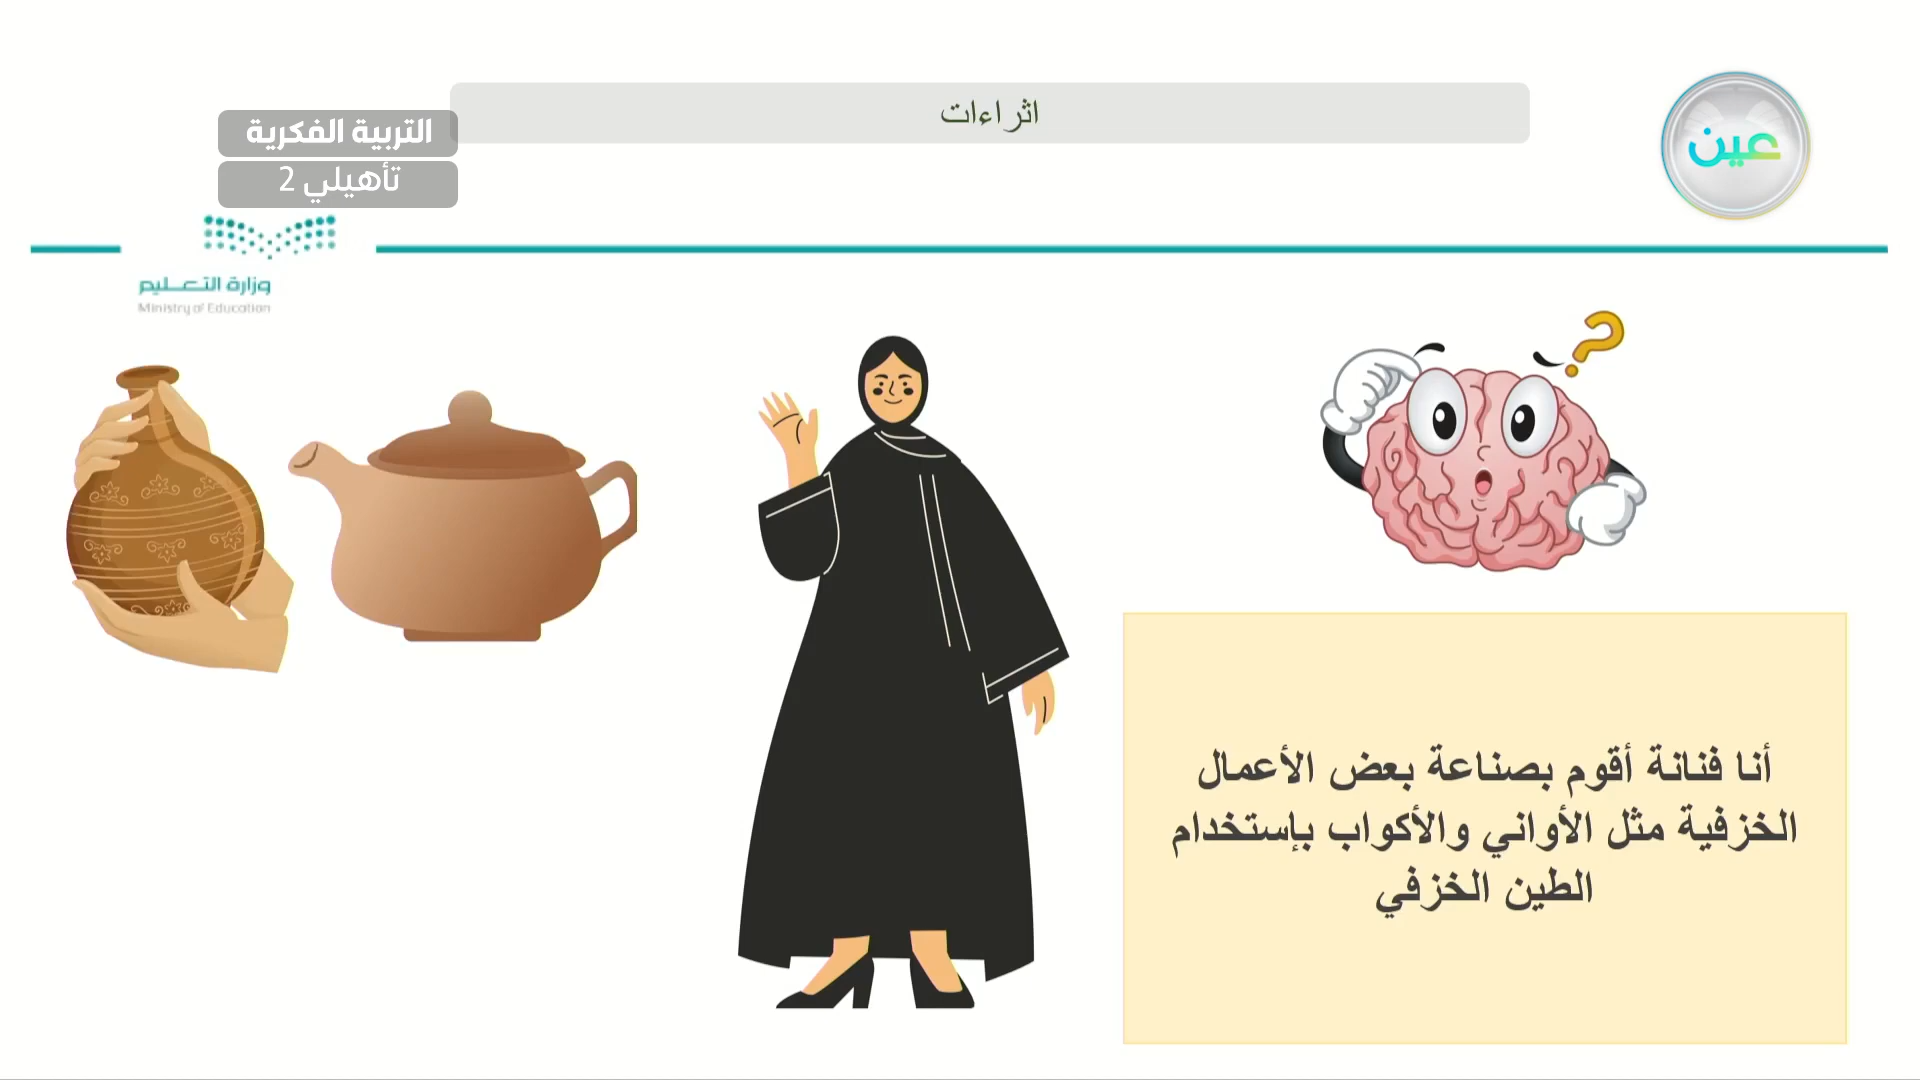 اثراءات
التربية الفكرية
تأهيلي 2
عين
وزارة التعليم
Ministry of Education
?
أنا فنانة أقوم بصناعة بعض الأعمال
الخزفية مثل الأواني والأكواب بإستخدام
الطين الخزفي